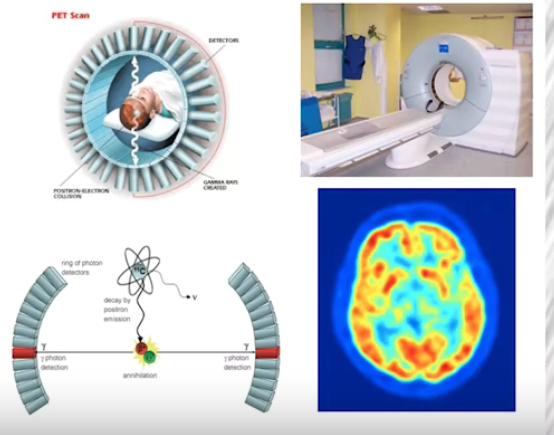 PET Scan
DETECTORS
POSITRON-ELECTRON
COLLISION
GAMMA RAYS
CREATED
ring of photon
detectors
11C
decay by
positron
emission
ν
γ
γ photon
detection
annihilation
γ
γ photon
detection